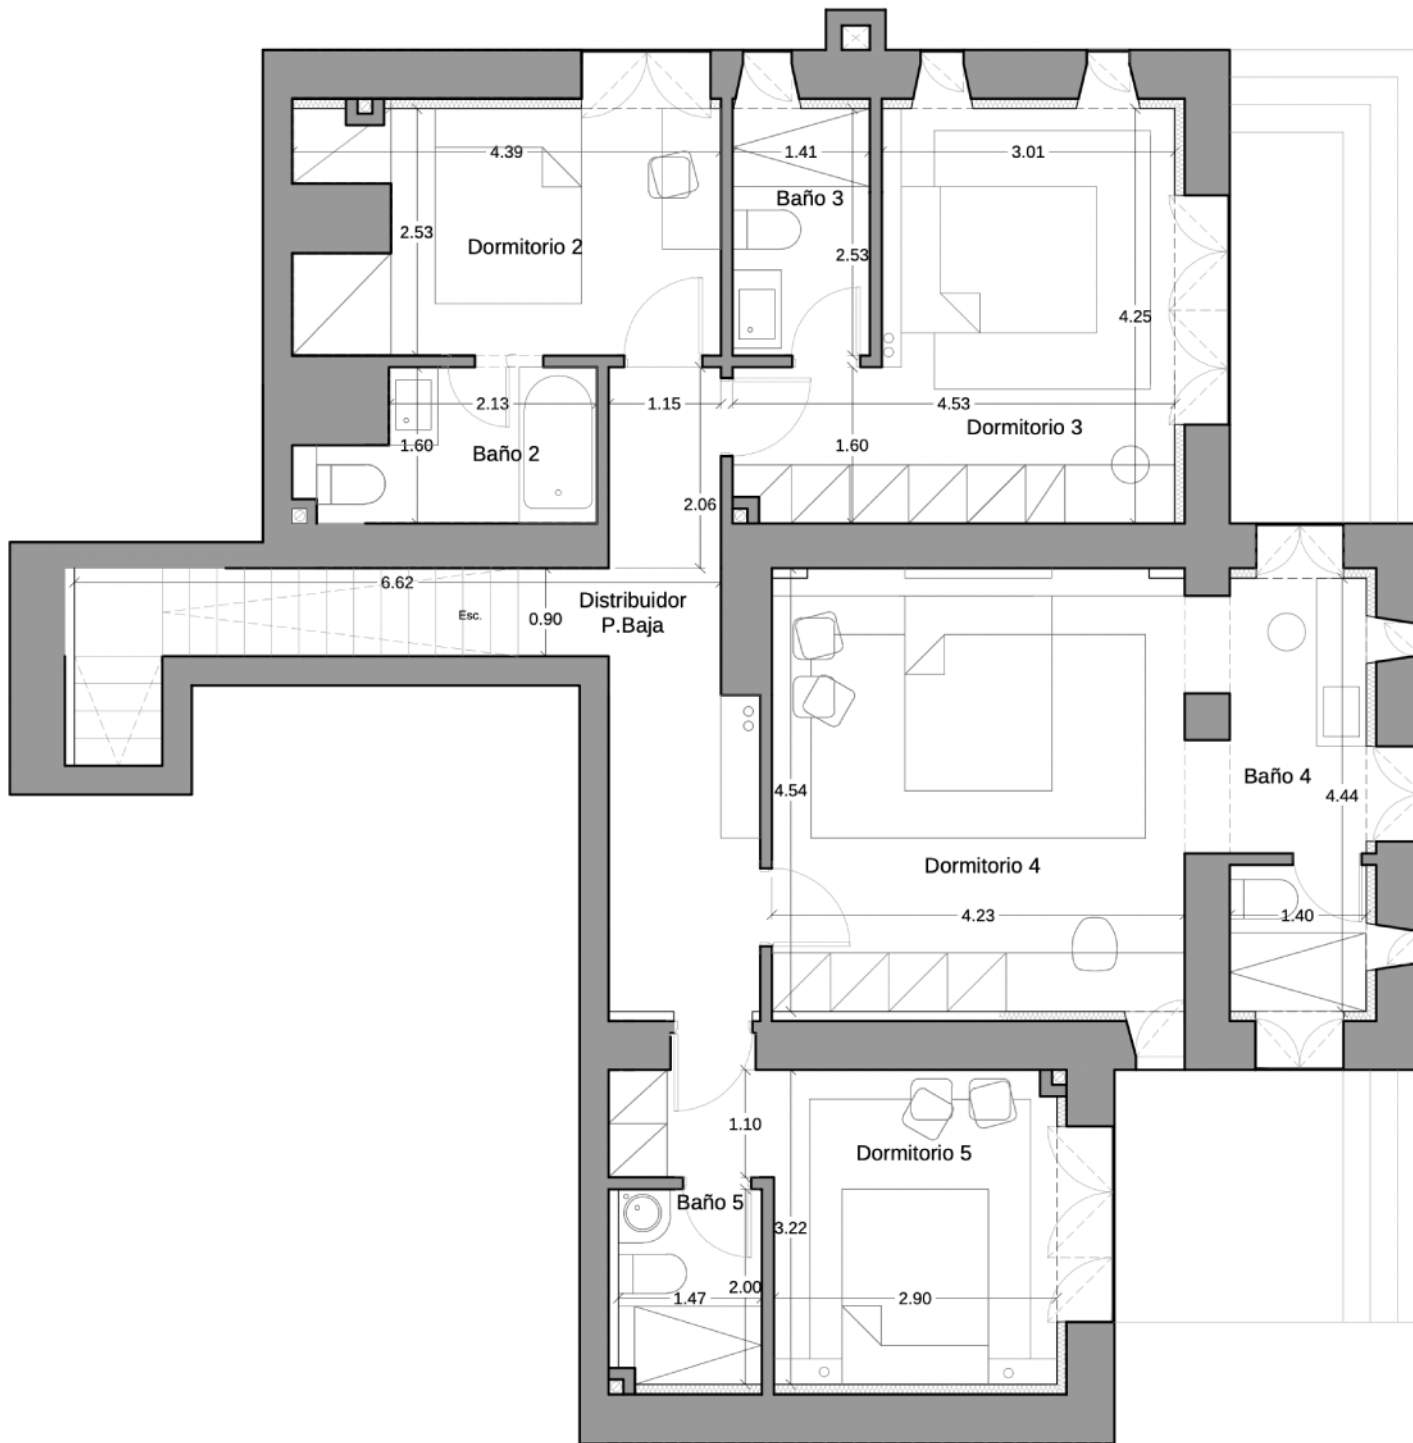 4.39
1.41
3.01
Baño 3
2.53
Dormitorio 2
2.53
4.25
2.13
1.15
4.53
Dormitorio 3
1.60
Baño 2
1.60
2.06
6.62
Distribuidor
P.Baja
Esc.
0.90
Baño 4
4.54
4.44
Dormitorio 4
4.23
1.40
1.10
Dormitorio 5
Baño 5
3.22
2.00
1.47
2.90